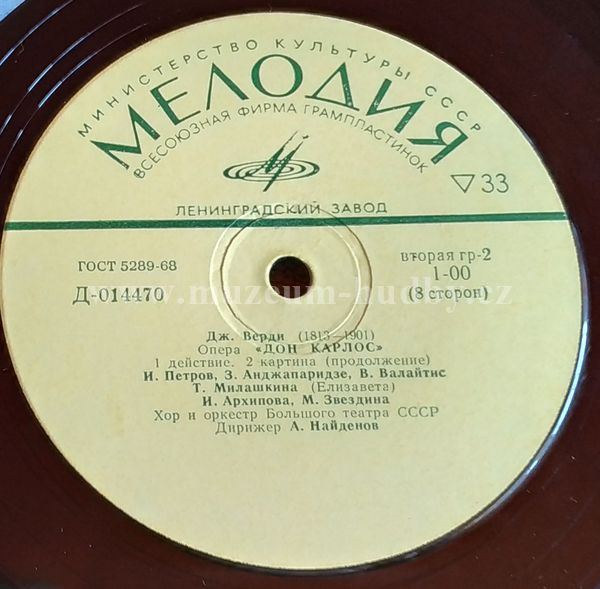 МИНИСТЕРСТВО КУЛЬТУРЫ СССР
МЕЛОДИЯ
ВСЕСОЮЗНАЯ ФИРМА ГРАМПЛАСТИНОК
▽33
ЛЕНИНГРАДСКИЙ ЗАВОД
ГОСТ 5289-68
Д-014470
вторая гр-2
1-00
(8 сторон)
www.muzeum-hudby.cz
Дж. Верди (1813—1901)
Опера «ДОН КАРЛОС»
1 действие. 2 картина (продолжение)
И. Петров, З. Анджапаридзе, В. Валайтис
Т. Милашкина (Елизавета)
И. Архипова, М. Звездина
Хор и оркестр Большого театра СССР
Дирижер А. Найденов